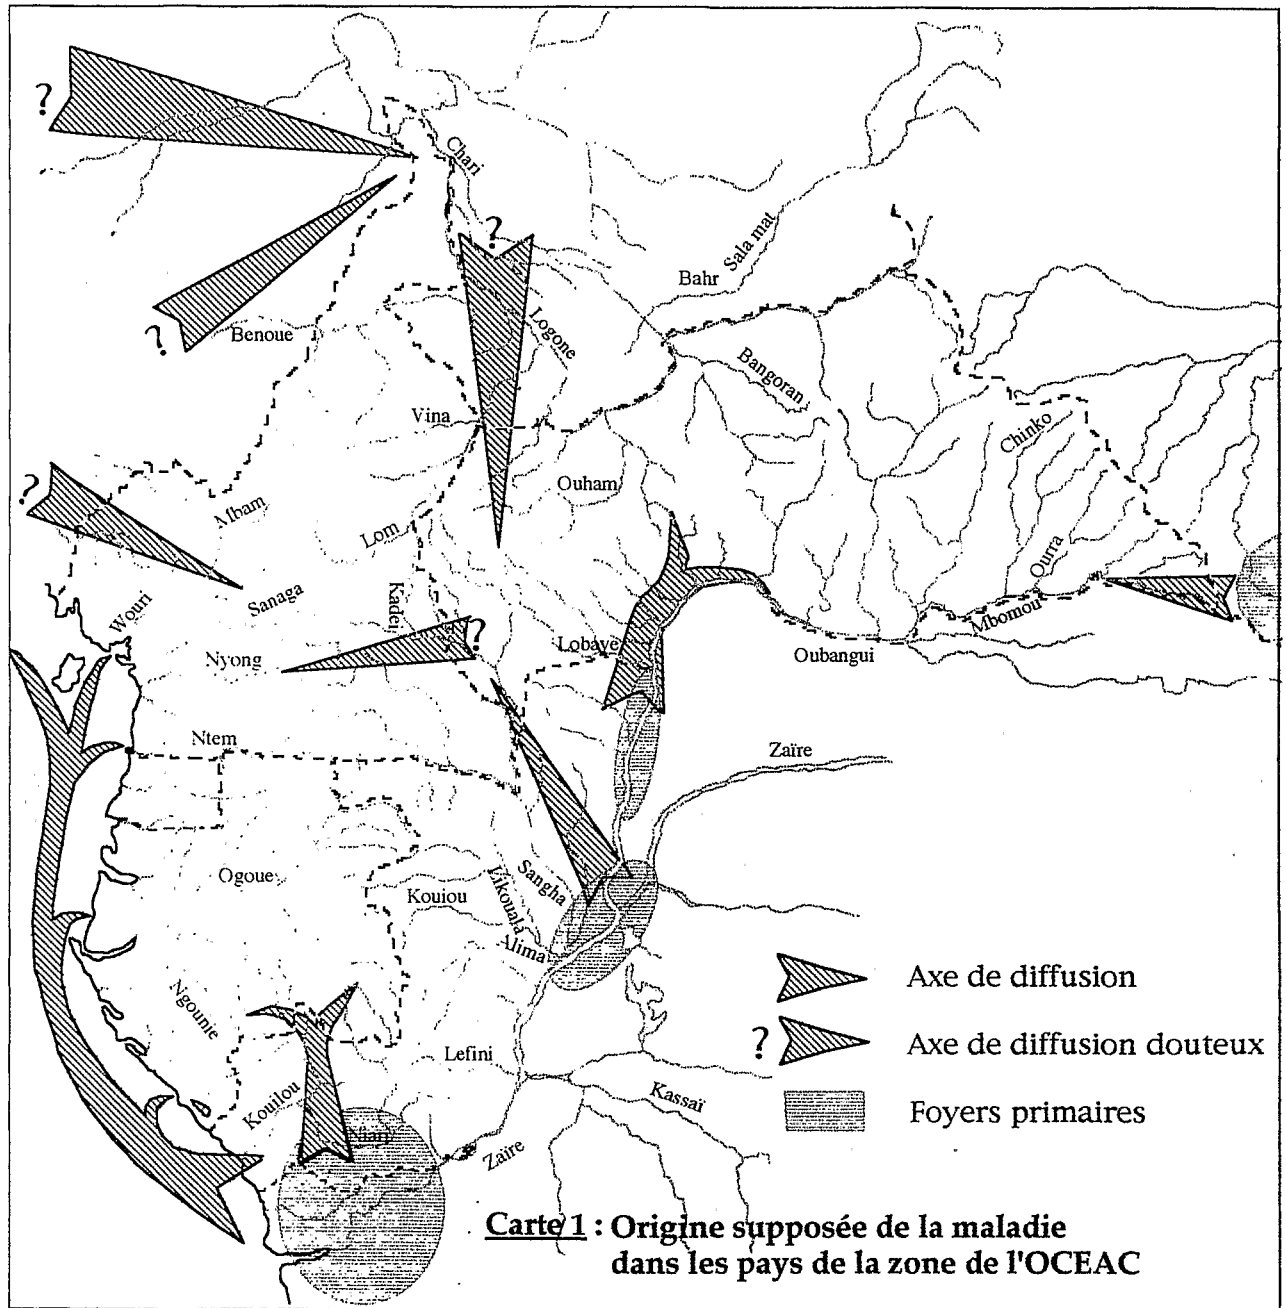 ?
Chari
?
Sala mat
Bahr
?
Benoue
Logone
Bangoran
Vina
Chinko
?
Mbam
Ouham
Lom
Ourra
Kadei
Sanaga
Wouri
Mbomou
?
Lobaye
Nyong
Oubangui
Ntem
Zaïre
Ogoue
Sangha
Likouala
Kouiou
Alima
Axe de diffusion
Ngounie
? Axe de diffusion douteux
Lefini
Kassaï
Kouilou
Foyers primaires
Niari
Zaïre
Carte 1 : Origine supposée de la maladie
dans les pays de la zone de l'OCEAC